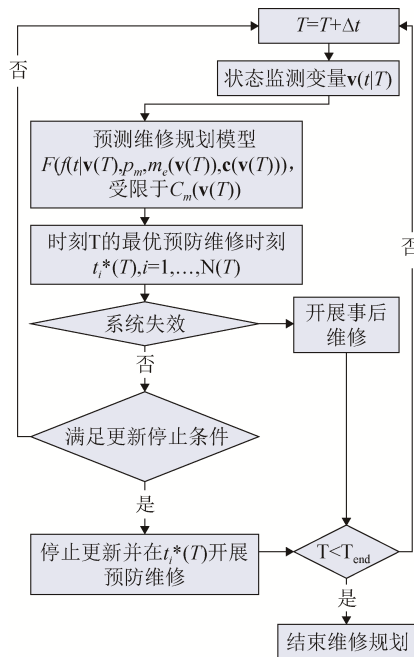 T=T+Δt
否
状态监测变量v(t|T)
预测维修规划模型
F(f(t|v(T),pₘ,mₑ(v(T)),c(v(T))),
受限于Cₘ(v(T))
否
时刻T的最优预防维修时刻
tᵢ*(T),i=1,…,N(T)
系统失效
开展事后
维修
否
满足更新停止条件
是
停止更新并在tᵢ*(T)开展
预防维修
T<T_end
是
结束维修规划